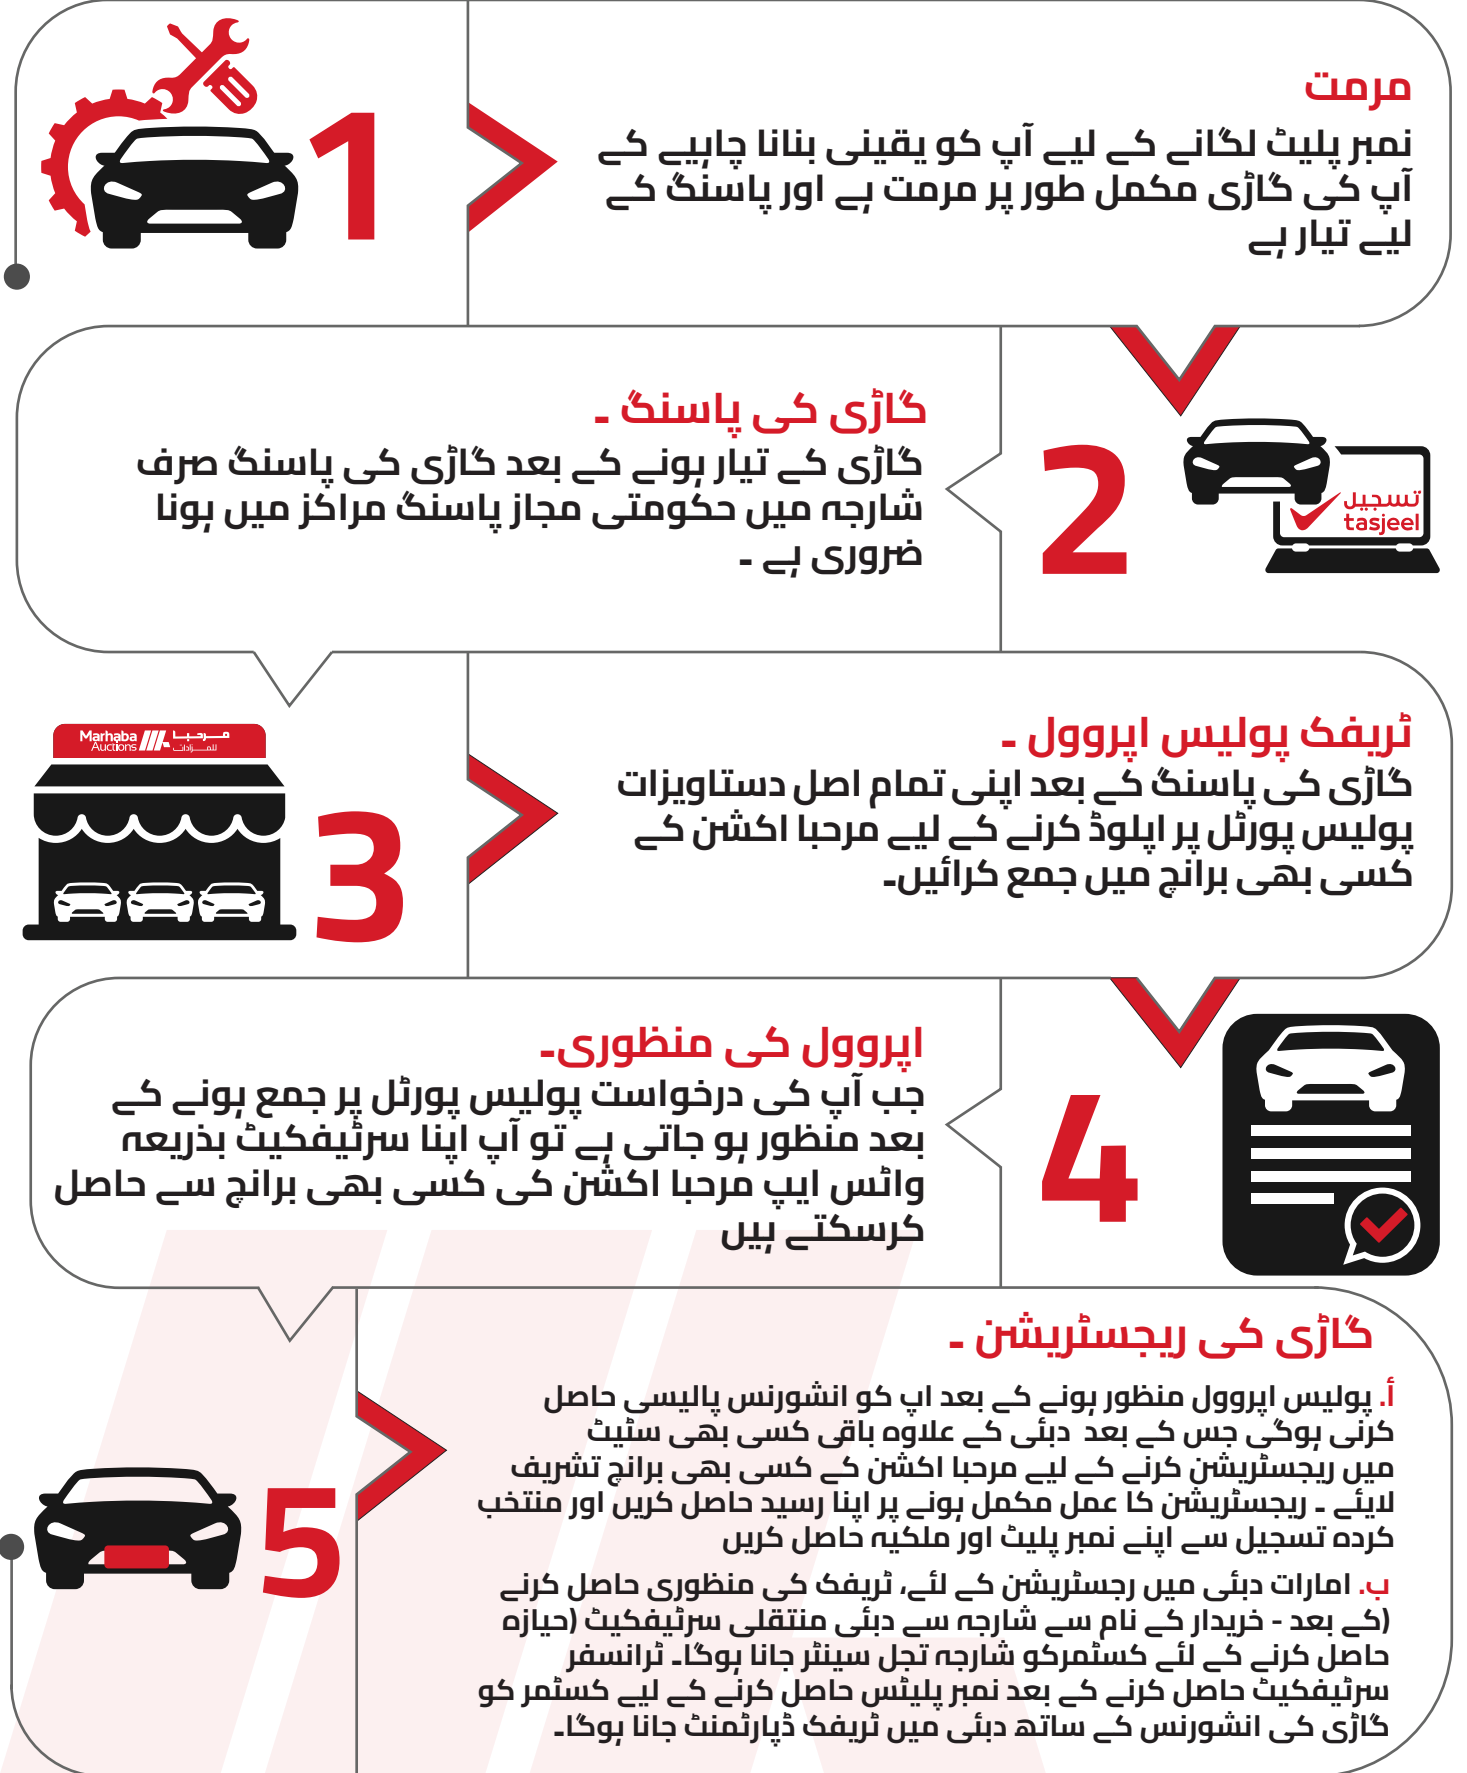 1
مرمت
نمبر پلیٹ لگانے کے لیے آپ کو یقینی بنانا چاہیے کے
آپ کی گاڑی مکمل طور پر مرمت ہے اور پاسنگ کے
لیے تیار ہے
گاڑی کی پاسنگ ۔
گاڑی کے تیار ہونے کے بعد گاڑی کی پاسنگ صرف
شارجہ میں حکومتی مجاز پاسنگ مراکز میں ہونا
ضروری ہے ۔
2
تسجيل
tasjeel
Marhaba
Auctions
مرحبا
للمزادات
3
ٹریفک پولیس اپروول ۔
گاڑی کی پاسنگ کے بعد اپنی تمام اصل دستاویزات
پولیس پورٹل پر اپلوڈ کرنے کے لیے مرحبا اکشن کے
کسی بھی برانچ میں جمع کرائیں۔
اپروول کی منظوری۔
جب آپ کی درخواست پولیس پورٹل پر جمع ہونے کے
بعد منظور ہو جاتی ہے تو آپ اپنا سرٹیفکیٹ بذریعہ
واٹس ایپ مرحبا اکشن کی کسی بھی برانچ سے حاصل
کرسکتے ہیں
4
گاڑی کی ریجسٹریشن ۔
أ. پولیس اپروول منظور ہونے کے بعد اپ کو انشورنس پالیسی حاصل
کرنی ہوگی جس کے بعد دبئی کے علاوہ باقی کسی بھی سٹیٹ
میں ریجسٹریشن کرنے کے لیے مرحبا اکشن کے کسی بھی برانچ تشریف
لایئے ۔ ریجسٹریشن کا عمل مکمل ہونے پر اپنا رسید حاصل کریں اور منتخب
کردہ تسجیل سے اپنے نمبر پلیٹ اور ملکیہ حاصل کریں
5
ب. امارات دبئی میں رجسٹریشن کے لئے، ٹریفک کی منظوری حاصل کرنے
(کے بعد - خریدار کے نام سے شارجہ سے دبئی منتقلی سرٹیفکیٹ (حیازہ
حاصل کرنے کے لئے کسٹمرکو شارجہ تجل سینٹر جانا ہوگا۔ ٹرانسفر
سرٹیفکیٹ حاصل کرنے کے بعد نمبر پلیٹس حاصل کرنے کے لیے کسٹمر کو
گاڑی کی انشورنس کے ساتھ دبئی میں ٹریفک ڈپارٹمنٹ جانا ہوگا۔